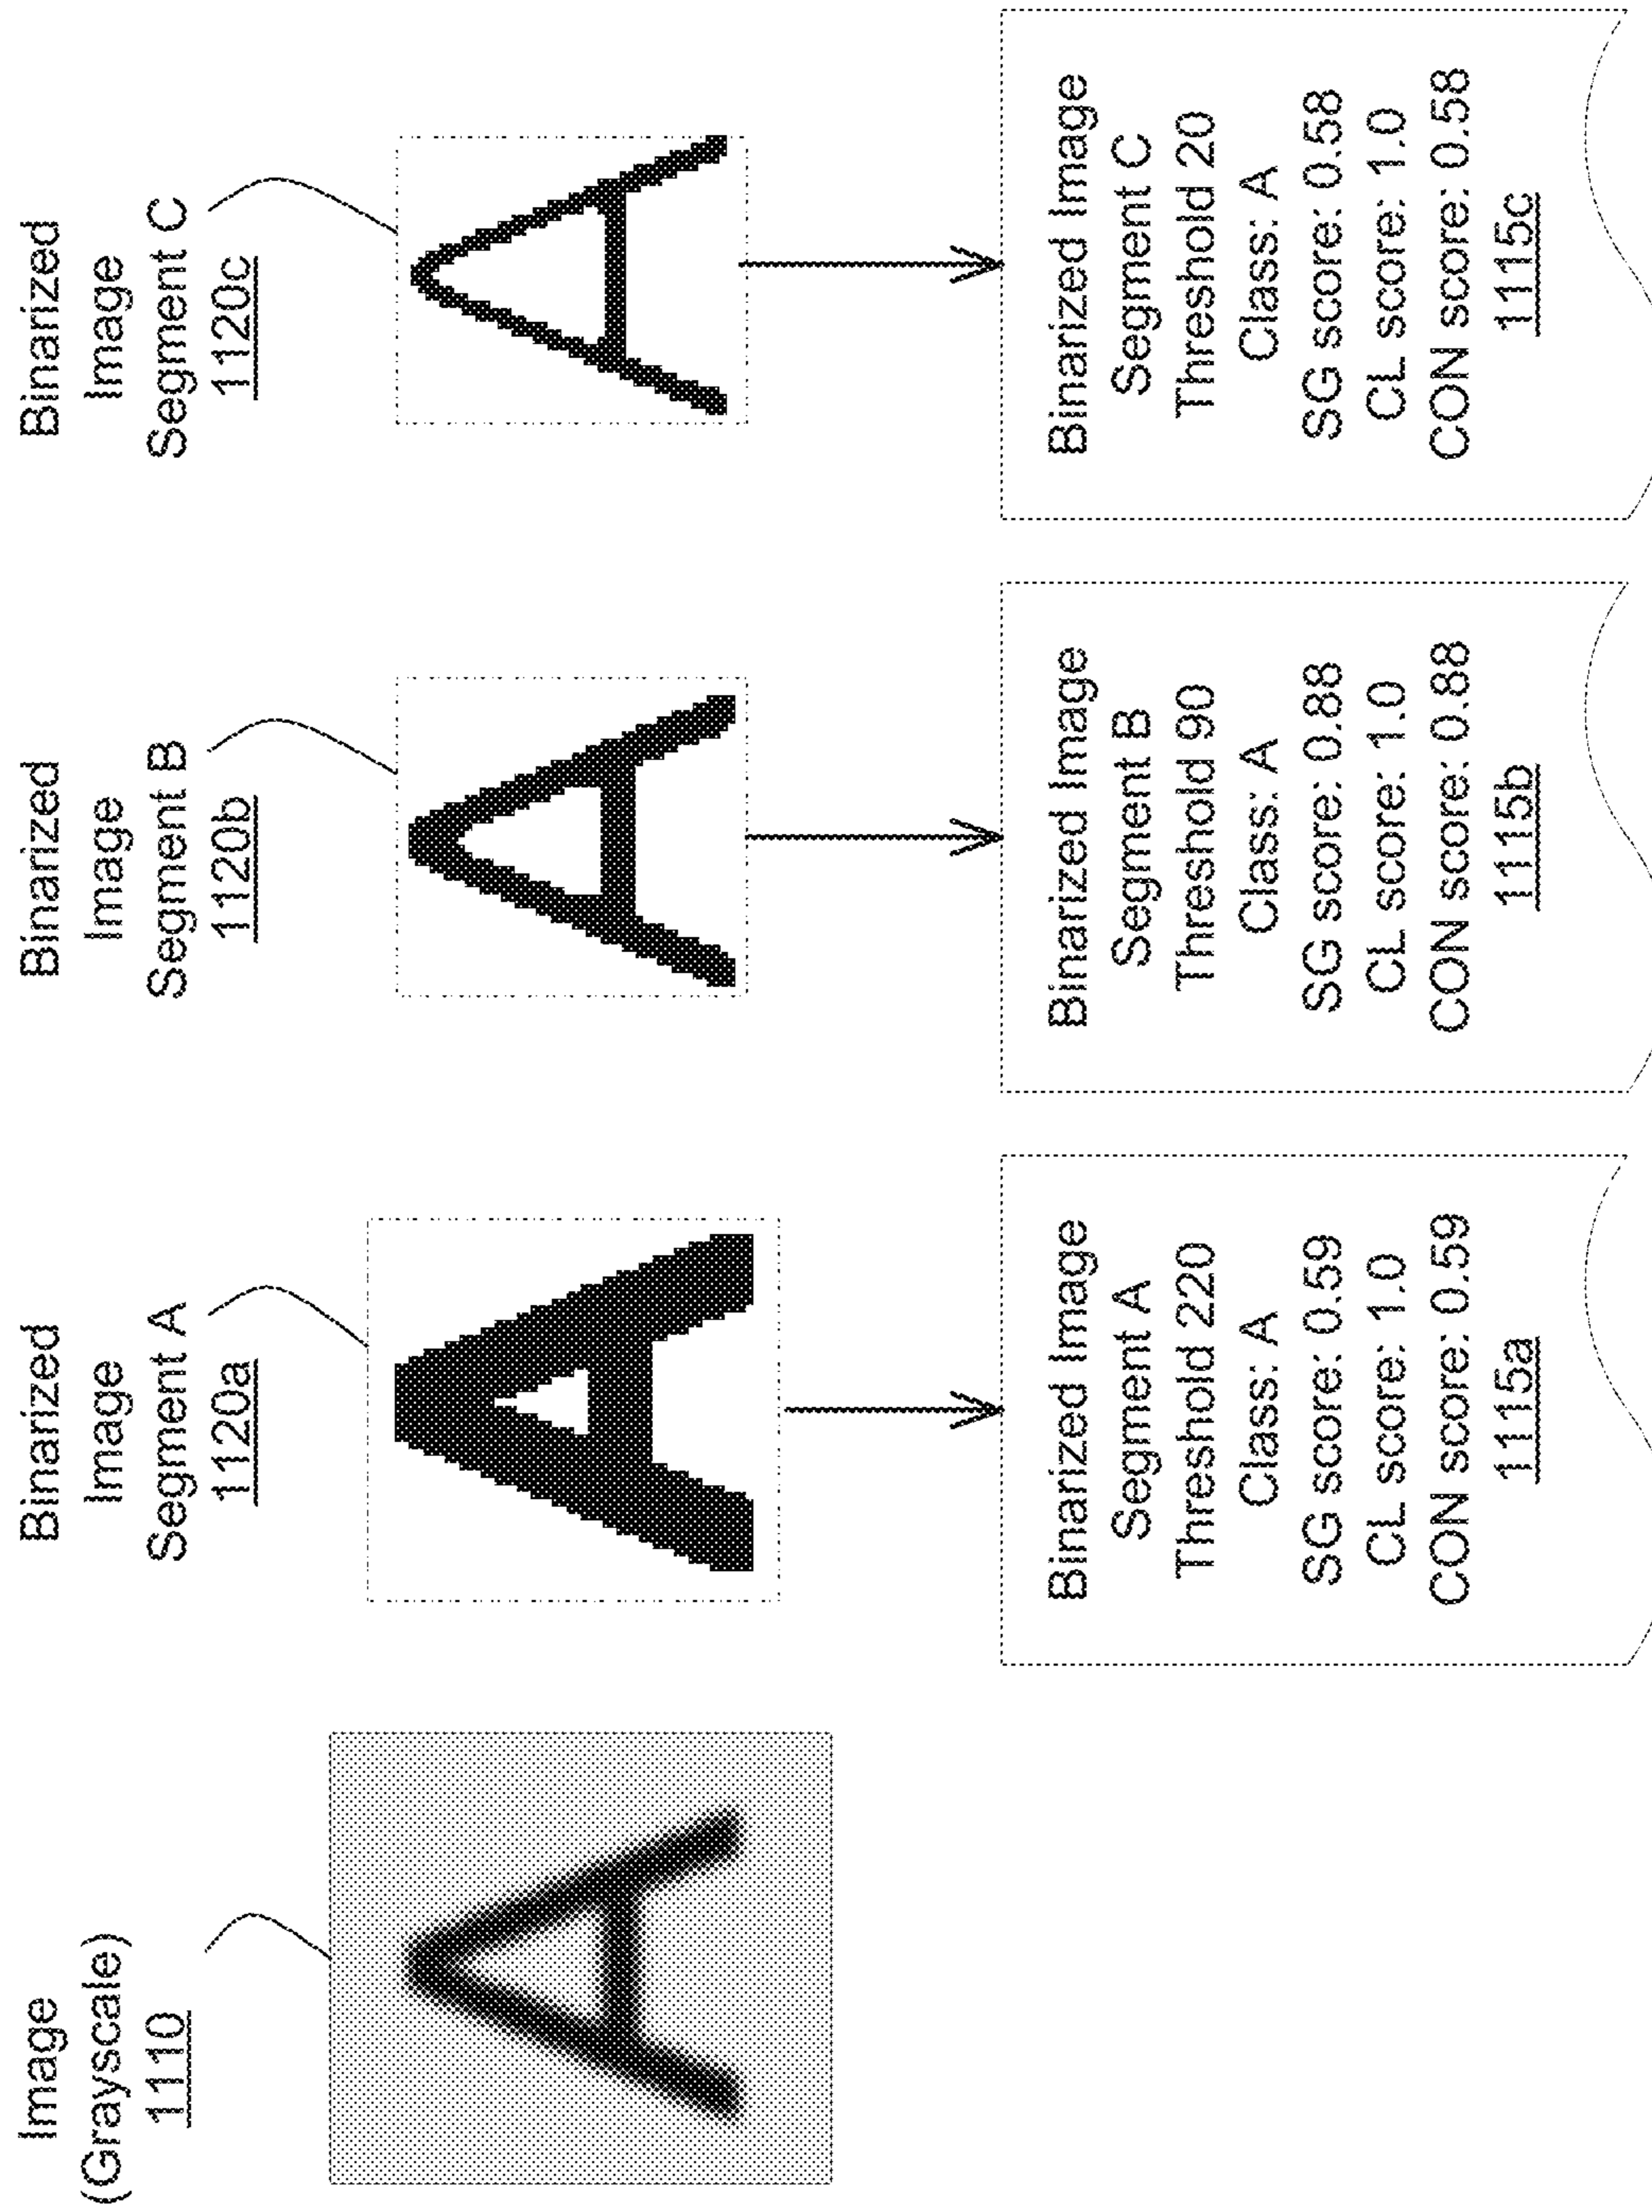 Image
(Grayscale)
1110
Binarized
Image
Segment A
1120a
Binarized
Image
Segment B
1120b
Binarized
Image
Segment C
1120c
A
A
A
A
Binarized Image
Segment A
Threshold 220
Class: A
SG score: 0.59
CL score: 1.0
CON score: 0.59
1115a
Binarized Image
Segment B
Threshold 90
Class: A
SG score: 0.88
CL score: 1.0
CON score: 0.88
1115b
Binarized Image
Segment C
Threshold 20
Class: A
SG score: 0.58
CL score: 1.0
CON score: 0.58
1115c